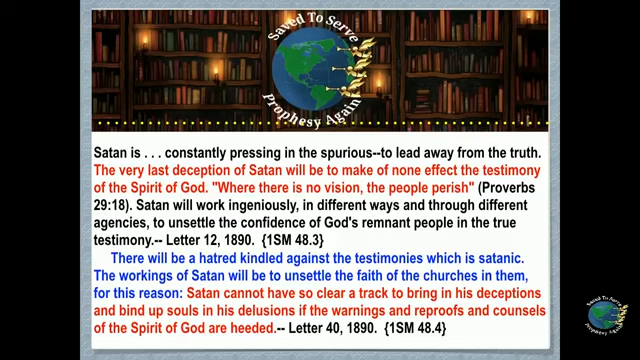 Saved To Serve
Prophesy Again
Satan is . . . constantly pressing in the spurious--to lead away from the truth.
The very last deception of Satan will be to make of none effect the testimony
of the Spirit of God. "Where there is no vision, the people perish" (Proverbs
29:18). Satan will work ingeniously, in different ways and through different
agencies, to unsettle the confidence of God's remnant people in the true
testimony.-- Letter 12, 1890. {1SM 48.3}
There will be a hatred kindled against the testimonies which is satanic.
The workings of Satan will be to unsettle the faith of the churches in them,
for this reason: Satan cannot have so clear a track to bring in his deceptions
and bind up souls in his delusions if the warnings and reproofs and counsels
of the Spirit of God are heeded.-- Letter 40, 1890. {1SM 48.4}
Saved To Serve
Prophesy Again